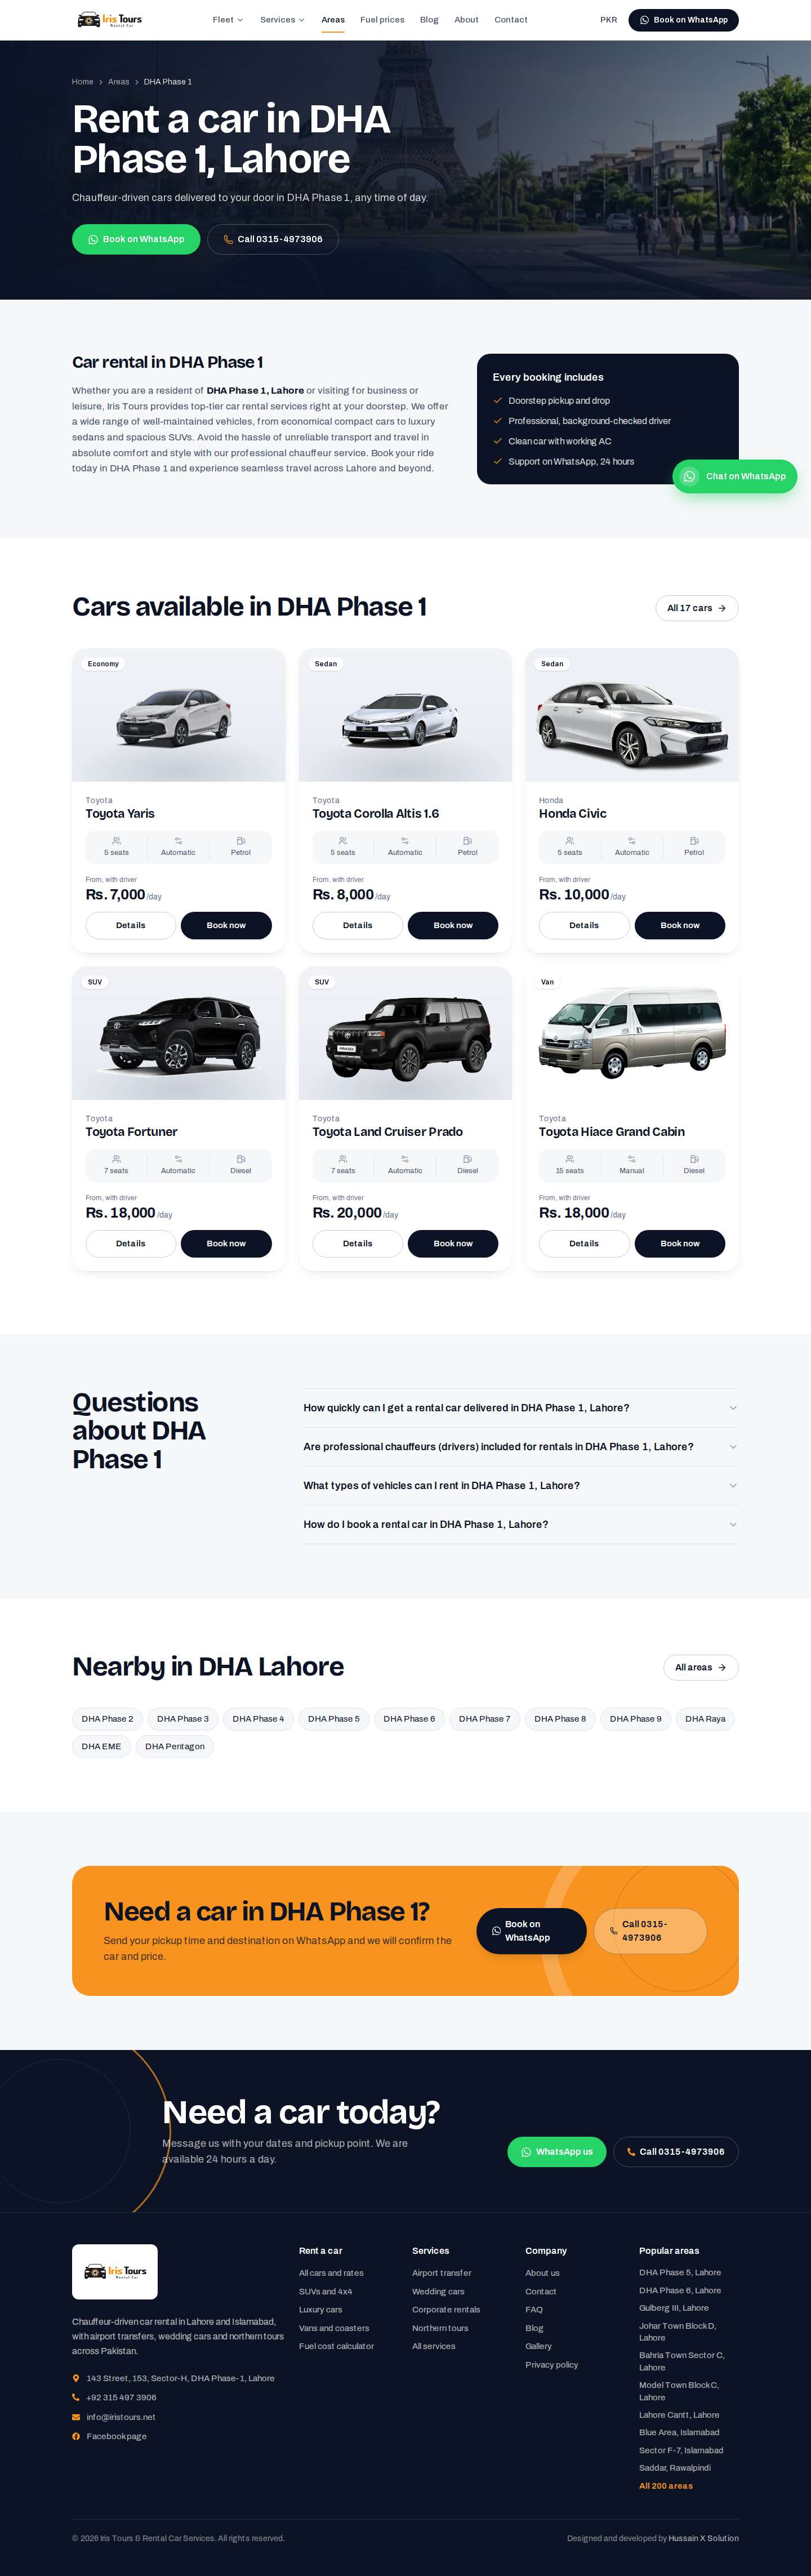 Iris Tours
Rental Car
Fleet
Services
Areas
Fuel prices
Blog
About
Contact
PKR
Book on WhatsApp
Home > Areas > DHA Phase 1
Rent a car in DHA
Phase 1, Lahore
Chauffeur-driven cars delivered to your door in DHA Phase 1, any time of day.
Book on WhatsApp
Call 0315-4973906
Car rental in DHA Phase 1
Whether you are a resident of DHA Phase 1, Lahore or visiting for business or
leisure, Iris Tours provides top-tier car rental services right at your doorstep. We offer
a wide range of well-maintained vehicles, from economical compact cars to luxury
sedans and spacious SUVs. Avoid the hassle of unreliable transport and travel in
absolute comfort and style with our professional chauffeur service. Book your ride
today in DHA Phase 1 and experience seamless travel across Lahore and beyond.
Every booking includes
Doorstep pickup and drop
Professional, background-checked driver
Clean car with working AC
Support on WhatsApp, 24 hours
Chat on WhatsApp
Cars available in DHA Phase 1
All 17 cars
Economy
Toyota
Toyota Yaris
5 seats
Automatic
Petrol
From, with driver
Rs. 7,000 /day
Details
Book now
Sedan
Toyota
Toyota Corolla Altis 1.6
5 seats
Automatic
Petrol
From, with driver
Rs. 8,000 /day
Details
Book now
Sedan
Honda
Honda Civic
5 seats
Automatic
Petrol
From, with driver
Rs. 10,000 /day
Details
Book now
SUV
Toyota
Toyota Fortuner
7 seats
Automatic
Diesel
From, with driver
Rs. 18,000 /day
Details
Book now
SUV
Toyota
Toyota Land Cruiser Prado
7 seats
Automatic
Diesel
From, with driver
Rs. 20,000 /day
Details
Book now
Van
Toyota
Toyota Hiace Grand Cabin
15 seats
Manual
Diesel
From, with driver
Rs. 18,000 /day
Details
Book now
Questions
about DHA
Phase 1
How quickly can I get a rental car delivered in DHA Phase 1, Lahore?
Are professional chauffeurs (drivers) included for rentals in DHA Phase 1, Lahore?
What types of vehicles can I rent in DHA Phase 1, Lahore?
How do I book a rental car in DHA Phase 1, Lahore?
Nearby in DHA Lahore
All areas
DHA Phase 2
DHA Phase 3
DHA Phase 4
DHA Phase 5
DHA Phase 6
DHA Phase 7
DHA Phase 8
DHA Phase 9
DHA Raya
DHA EME
DHA Pentagon
Need a car in DHA Phase 1?
Send your pickup time and destination on WhatsApp and we will confirm the
car and price.
Book on
WhatsApp
Call 0315-
4973906
Need a car today?
Message us with your dates and pickup point. We are
available 24 hours a day.
WhatsApp us
Call 0315-4973906
Iris Tours
Rental Car
Chauffeur-driven car rental in Lahore and Islamabad,
with airport transfers, wedding cars and northern tours
across Pakistan.
143 Street, 153, Sector-H, DHA Phase-1, Lahore
+92 315 497 3906
info@iristours.net
Facebook page
Rent a car
All cars and rates
SUVs and 4x4
Luxury cars
Vans and coasters
Fuel cost calculator
Services
Airport transfer
Wedding cars
Corporate rentals
Northern tours
All services
Company
About us
Contact
FAQ
Blog
Gallery
Privacy policy
Popular areas
DHA Phase 5, Lahore
DHA Phase 6, Lahore
Gulberg III, Lahore
Johar Town Block D,
Lahore
Bahria Town Sector C,
Lahore
Model Town Block C,
Lahore
Lahore Cantt, Lahore
Blue Area, Islamabad
Sector F-7, Islamabad
Saddar, Rawalpindi
All 200 areas
© 2026 Iris Tours & Rental Car Services. All rights reserved.
Designed and developed by Hussain X Solution